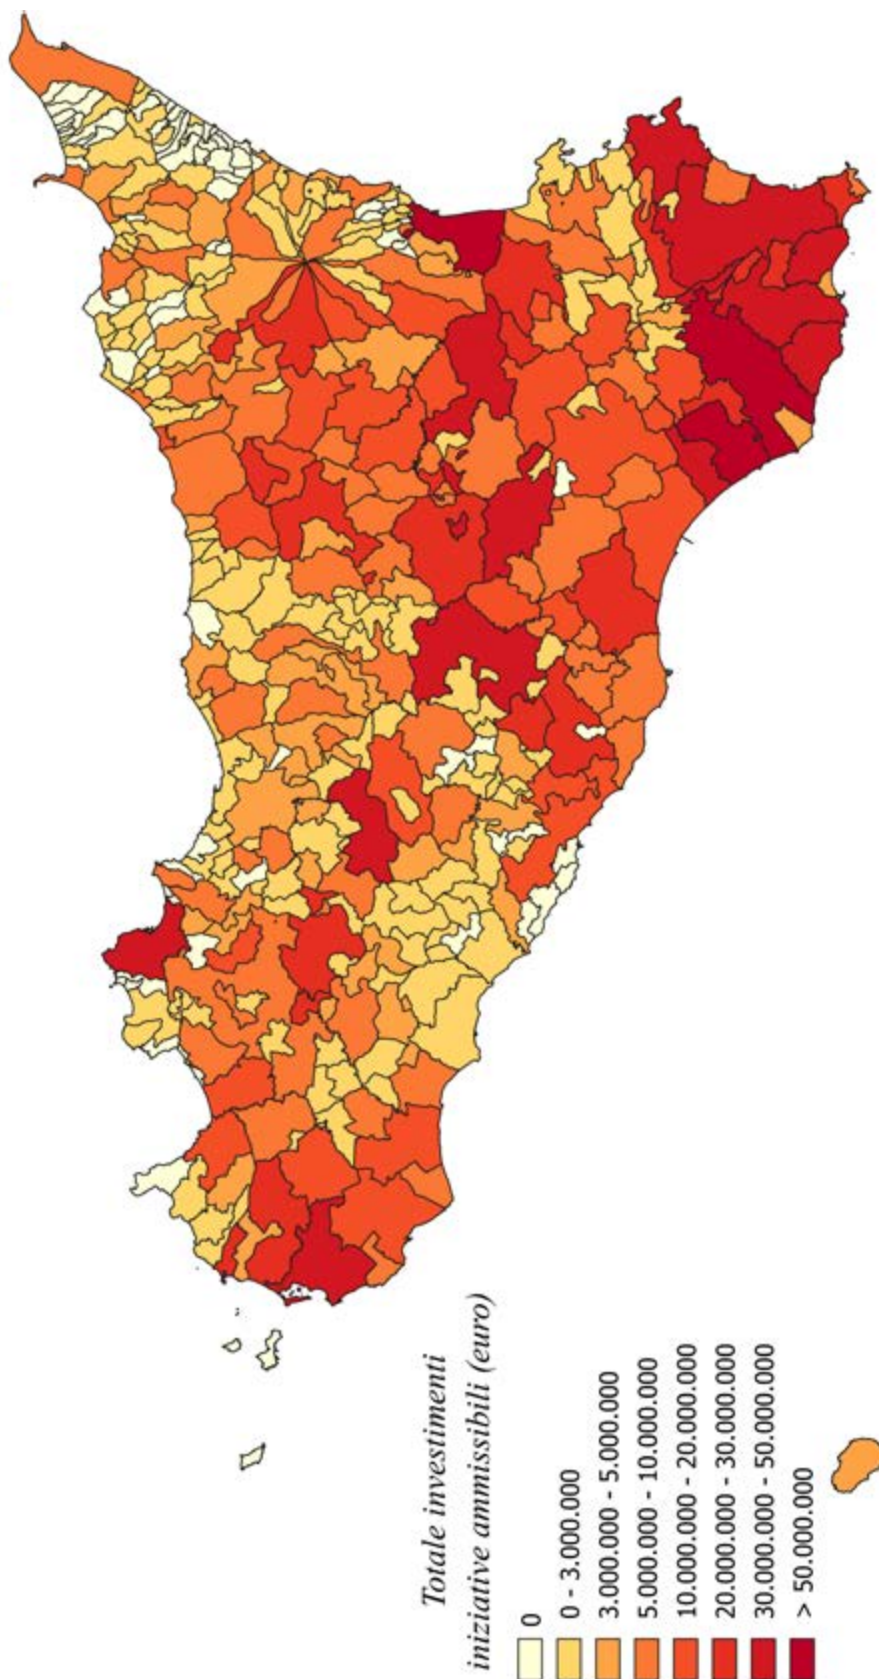 Totale investimenti
iniziative ammissibili (euro)
0
0 - 3.000.000
3.000.000 - 5.000.000
5.000.000 - 10.000.000
10.000.000 - 20.000.000
20.000.000 - 30.000.000
30.000.000 - 50.000.000
> 50.000.000